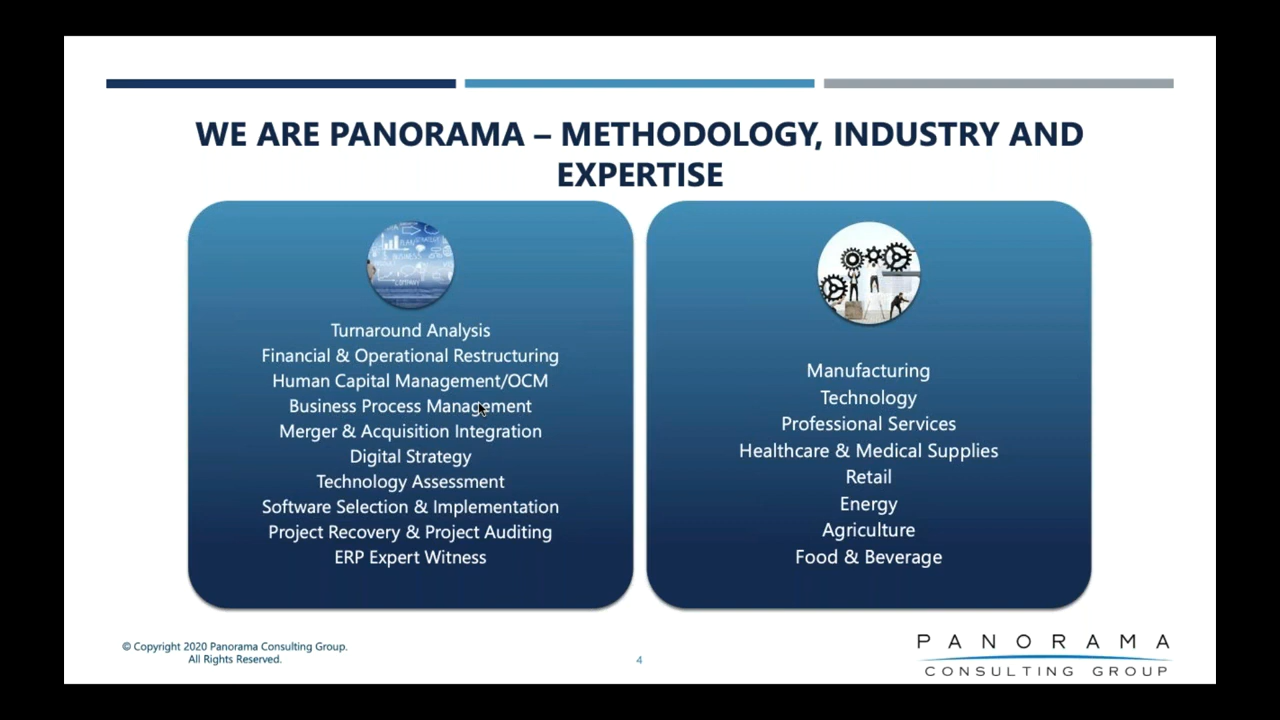 WE ARE PANORAMA – METHODOLOGY, INDUSTRY AND
EXPERTISE
Turnaround Analysis
Financial & Operational Restructuring
Human Capital Management/OCM
Business Process Management
Merger & Acquisition Integration
Digital Strategy
Technology Assessment
Software Selection & Implementation
Project Recovery & Project Auditing
ERP Expert Witness
Manufacturing
Technology
Professional Services
Healthcare & Medical Supplies
Retail
Energy
Agriculture
Food & Beverage
© Copyright 2020 Panorama Consulting Group.
All Rights Reserved.
4
PANORAMA
CONSULTING GROUP